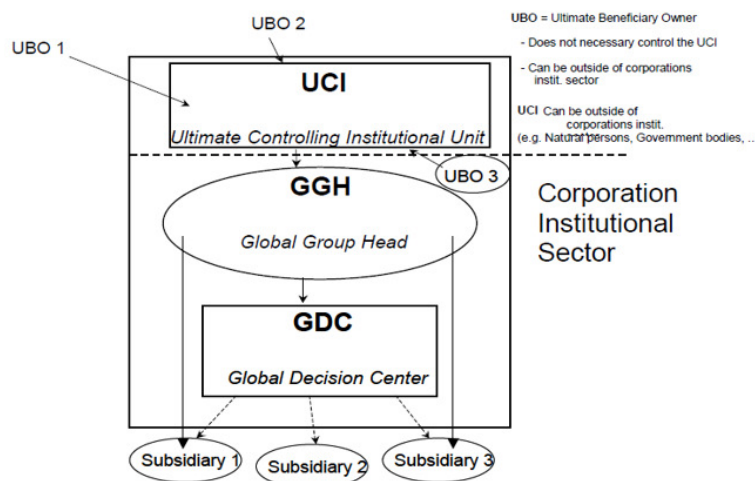 UBO 2
UBO 1
UBO = Ultimate Beneficiary Owner
- Does not necessary control the UCI
- Can be outside of corporations
instit. sector
UCI
Ultimate Controlling Institutional Unit
UCI Can be outside of
corporations instit.
(e.g. Natural persons, Government bodies, ...
UBO 3
GGH
Global Group Head
Corporation
Institutional
Sector
GDC
Global Decision Center
Subsidiary 1
Subsidiary 2
Subsidiary 3